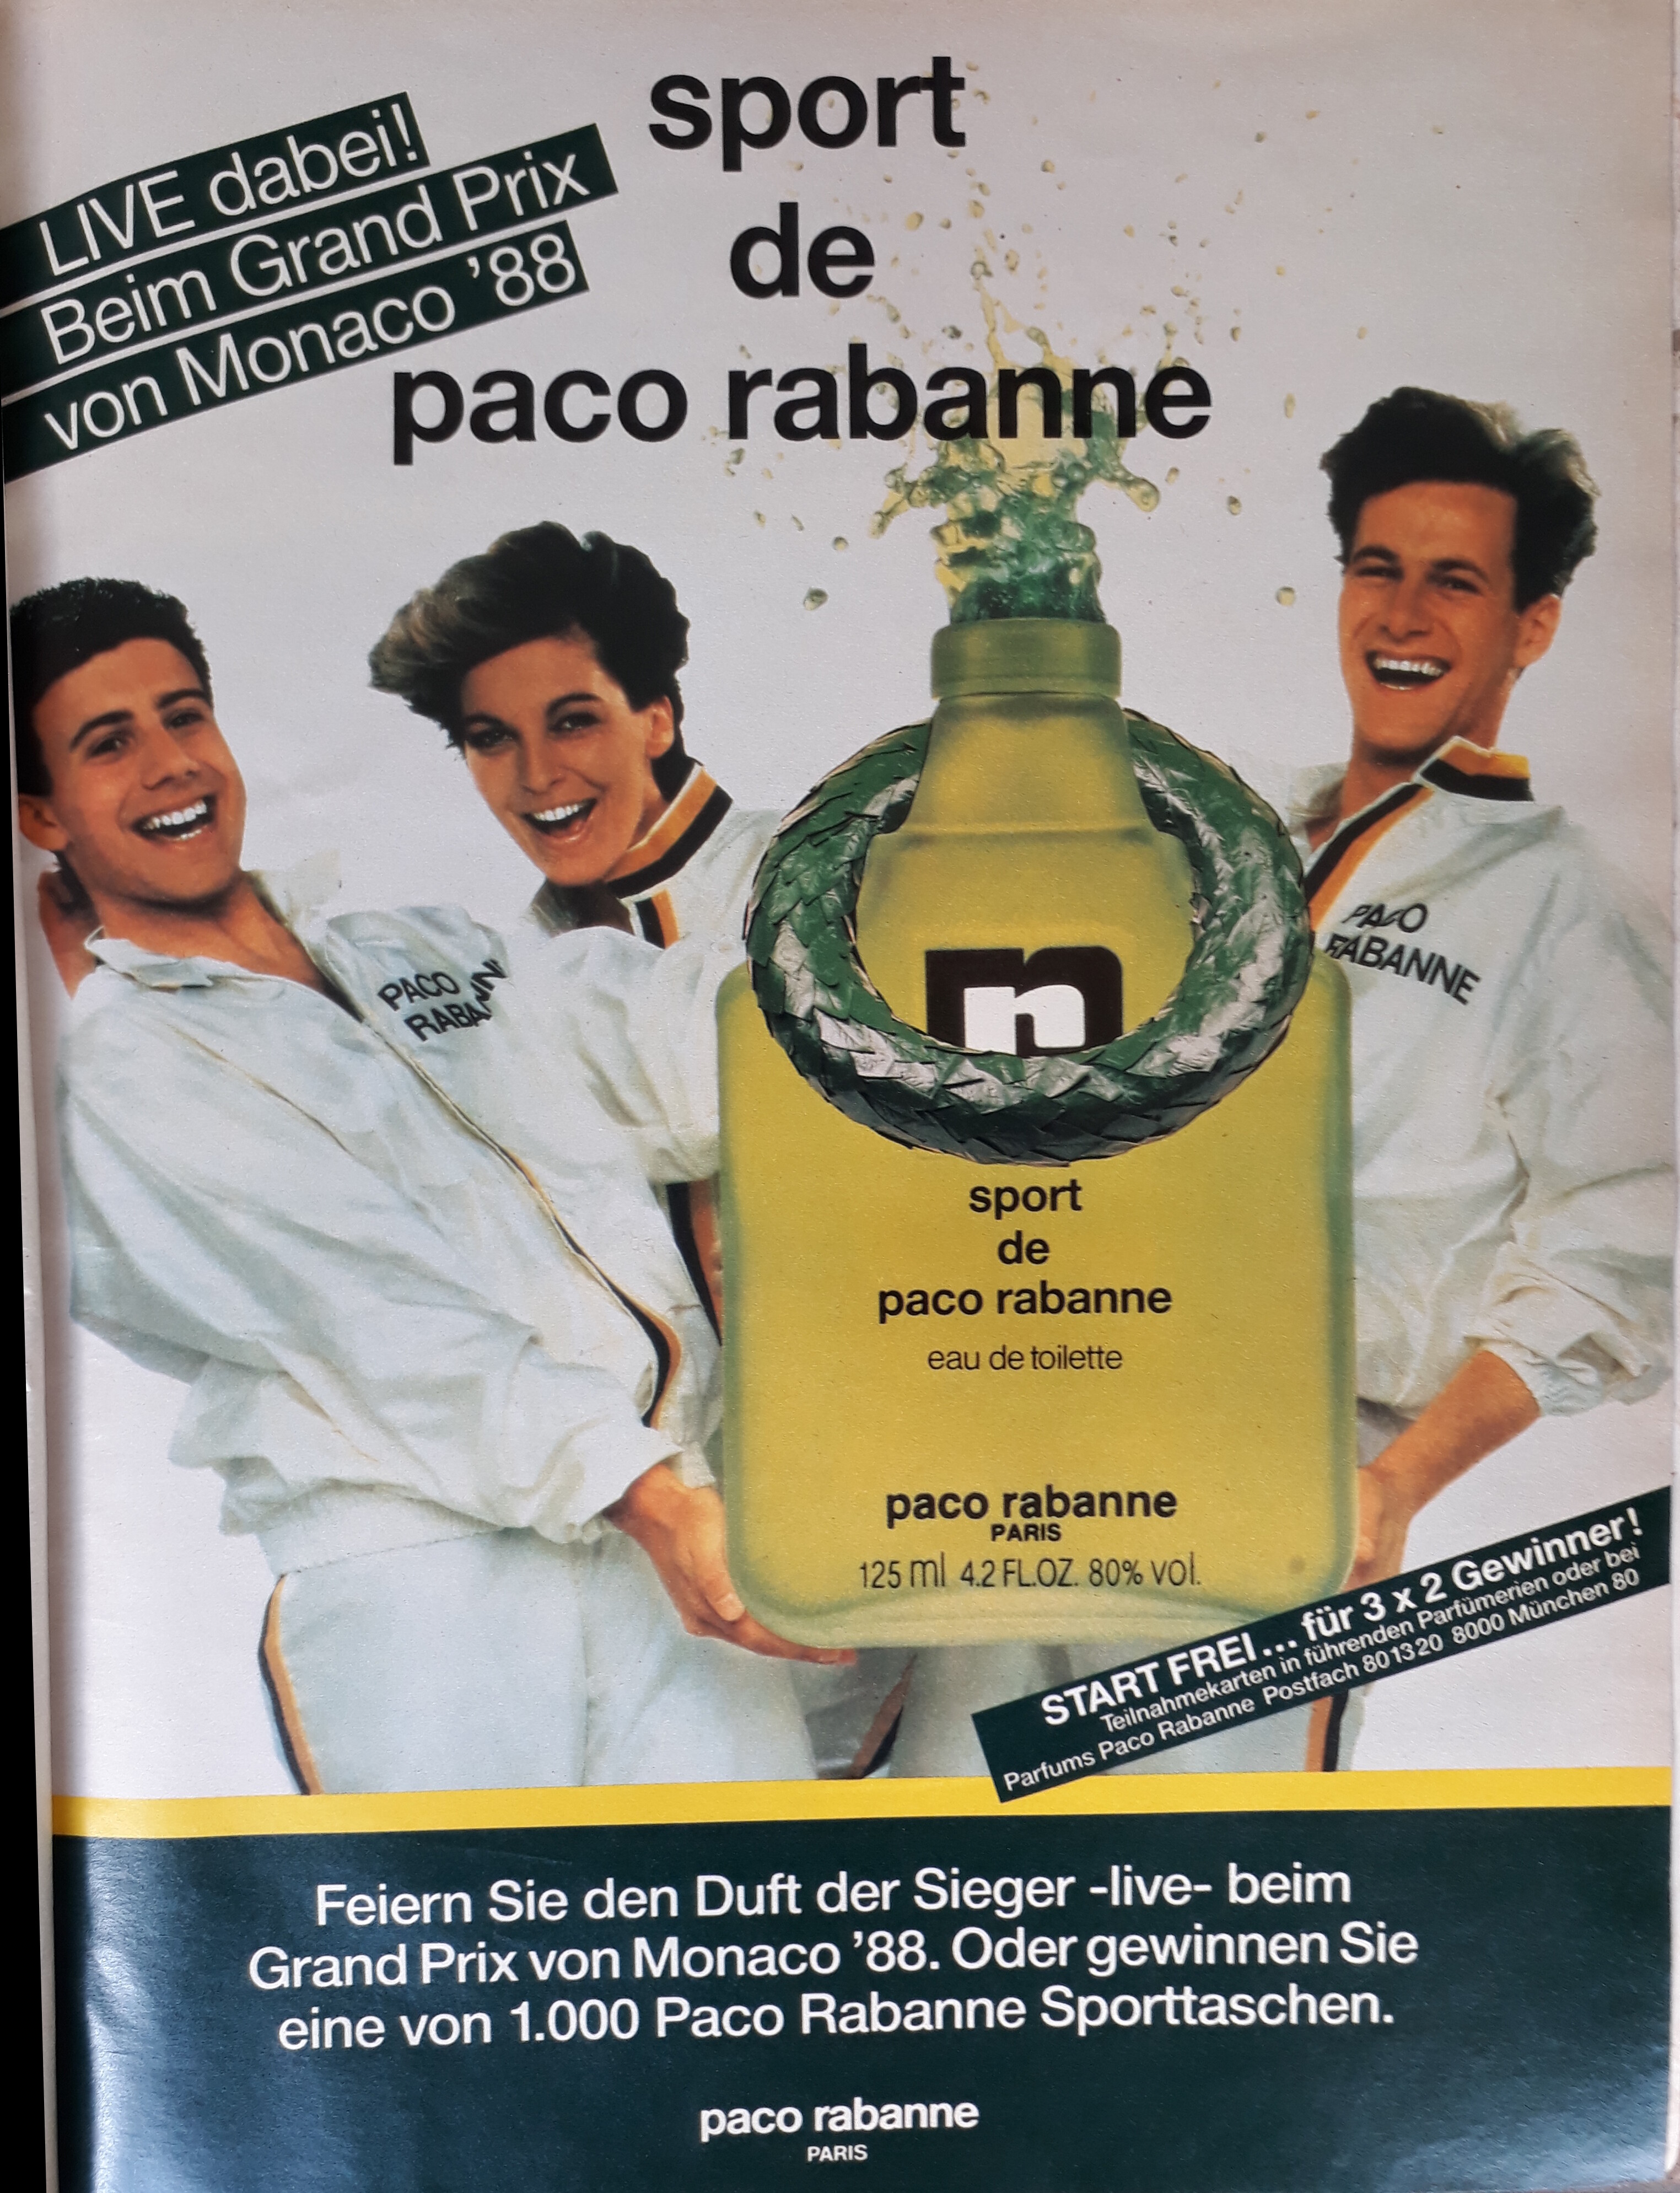 LIVE dabei!
Beim Grand Prix
von Monaco '88
sport
de
paco rabanne
PACO
PACO
RABANNE
sport
de
paco rabanne
eau de toilette
paco rabanne
PARIS
125 ml 4.2 FL.OZ. 80% vol.
START FREI... für 3 x 2 Gewinner!
Teilnahmekarten in führenden Parfümerien oder bei
Parfums Paco Rabanne Postfach 80 13 20 8000 München 80
Feiern Sie den Duft der Sieger -live- beim
Grand Prix von Monaco '88. Oder gewinnen Sie
eine von 1.000 Paco Rabanne Sporttaschen.
paco rabanne
PARIS